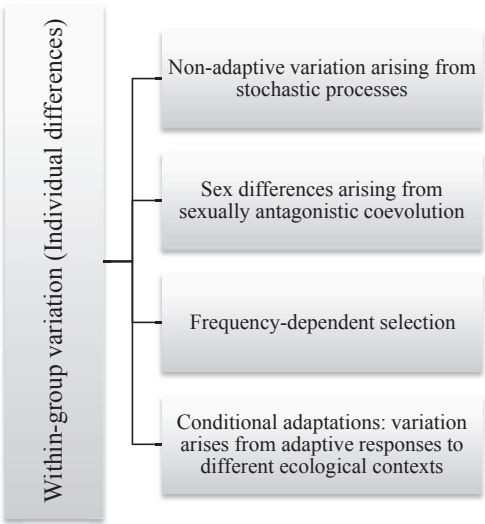 Within-group variation (Individual differences)
Non-adaptive variation arising from
stochastic processes
Sex differences arising from
sexually antagonistic coevolution
Frequency-dependent selection
Conditional adaptations: variation
arises from adaptive responses to
different ecological contexts